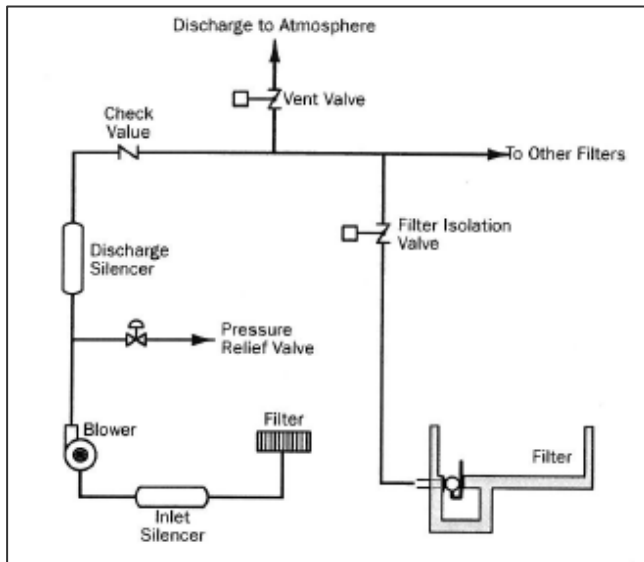 Discharge to Atmosphere
Vent Valve
Check
Value
To Other Filters
Filter Isolation
Valve
Discharge
Silencer
Pressure
Relief Valve
Filter
Blower
Filter
Inlet
Silencer